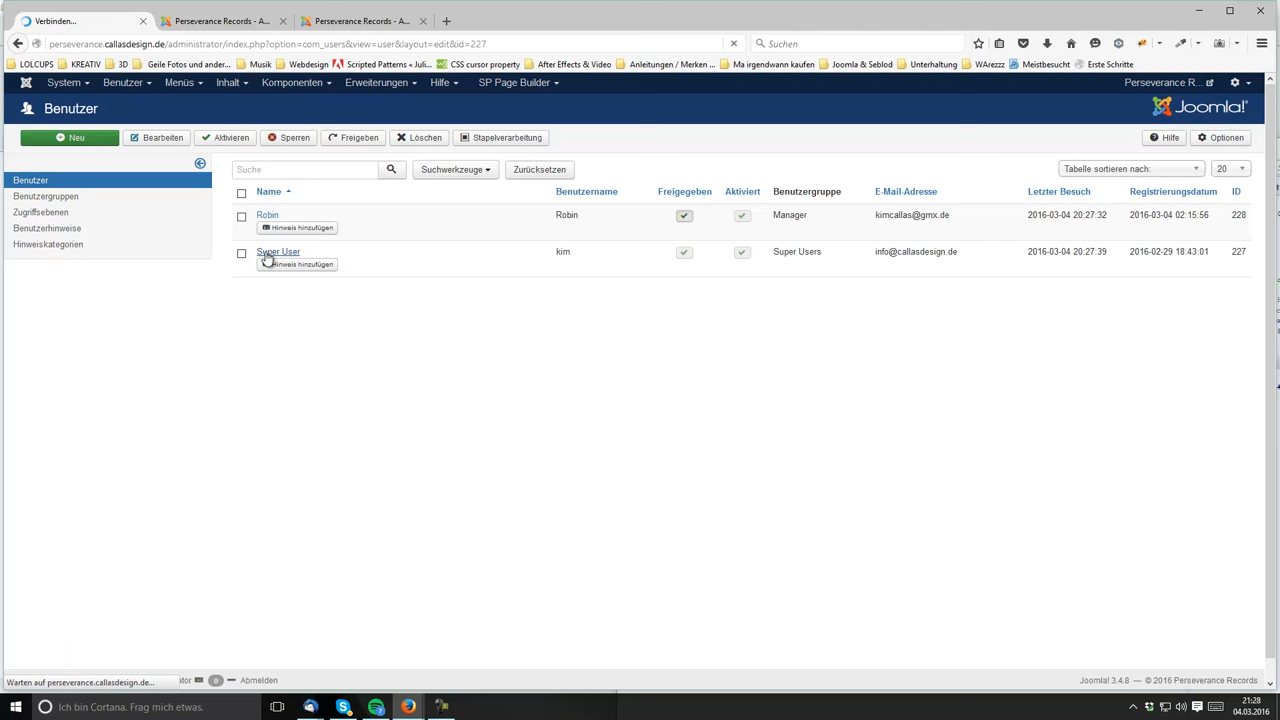 Verbinden...
Perseverance Records - A...
Perseverance Records - A...
perseverance.callasdesign.de/administrator/index.php?option=com_users&view=user&layout=edit&id=227
Suchen
LOLCUPS KREATIV 3D Geile Fotos und ander... Musik Webdesign Scripted Patterns « Juli... CSS cursor property After Effects & Video Anleitungen / Merken ... Ma irgendwann kaufen Joomla & Seblod Unterhaltung WArezzz Meistbesucht Erste Schritte
System Benutzer Menüs Inhalt Komponenten Erweiterungen Hilfe SP Page Builder Perseverance R...
Benutzer
Joomla!
Neu Bearbeiten Aktivieren Sperren Freigeben Löschen Stapelverarbeitung Hilfe Optionen
Benutzer
Benutzergruppen
Zugriffsebenen
Benutzerhinweise
Hinweiskategorien
Suche Suchwerkzeuge Zurücksetzen Tabelle sortieren nach: 20
Name Benutzername Freigegeben Aktiviert Benutzergruppe E-Mail-Adresse Letzter Besuch Registrierungsdatum ID
Robin Robin Manager kimcallas@gmx.de 2016-03-04 20:27:32 2016-03-04 02:15:56 228
Hinweis hinzufügen
Super User kim Super Users info@callasdesign.de 2016-03-04 20:27:39 2016-02-29 18:43:01 227
Hinweis hinzufügen
Warten auf perseverance.callasdesign.de...
0 Abmelden
Joomla! 3.4.8 — © 2016 Perseverance Records
Ich bin Cortana. Frag mich etwas.
21:28
04.03.2016